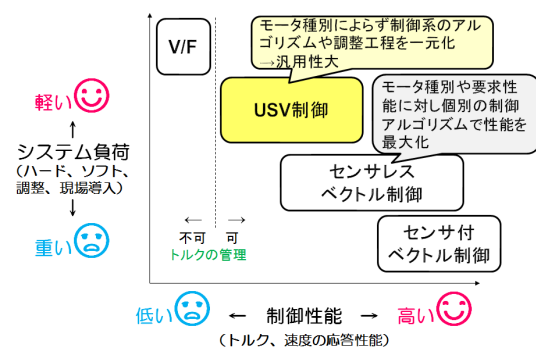 モータ種別によらず制御系のアル
ゴリズムや調整工程を一元化
→汎用性大
V/F
モータ種別や要求性
能に対し個別の制御
アルゴリズムで性能を
最大化
USV制御
軽い
↑
システム負荷
（ハード、ソフト、
調整、現場導入）
↓
重い
センサレス
ベクトル制御
センサ付
ベクトル制御
← →
不可 可
トルクの管理
低い ← 制御性能 → 高い
（トルク、速度の応答性能）